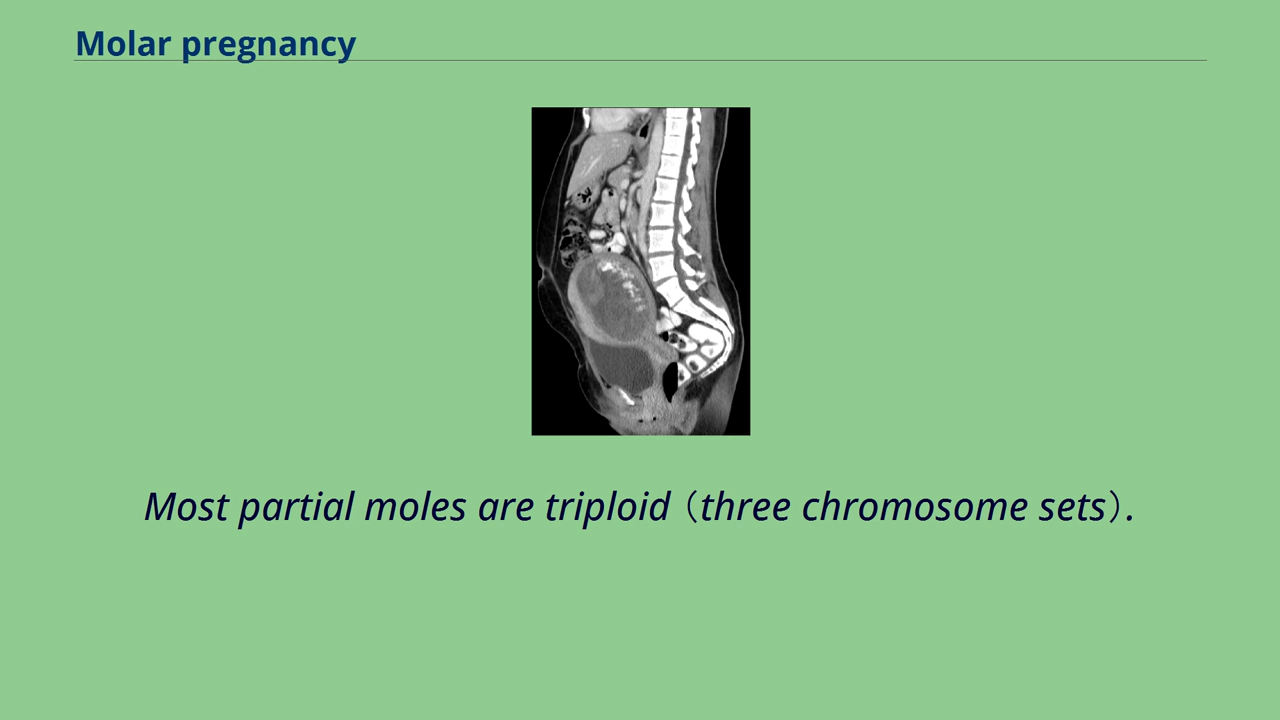 Molar pregnancy
Most partial moles are triploid（three chromosome sets）.